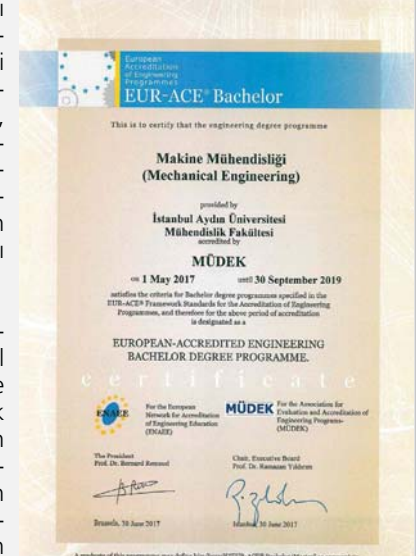 European
Accreditation
of Engineering
Programmes
EUR-ACE® Bachelor
This is to certify that the engineering degree programme
Makine Mühendisliği
(Mechanical Engineering)
provided by
İstanbul Aydın Üniversitesi
Mühendislik Fakültesi
accredited by
MÜDEK
on 1 May 2017 until 30 September 2019
satisfies the criteria for Bachelor degree programmes specified in the
EUR-ACE® Framework Standards for the Accreditation of Engineering
Programmes, and therefore for the above period of accreditation
is designated as a
EUROPEAN-ACCREDITED ENGINEERING
BACHELOR DEGREE PROGRAMME.
certificate
ENAEE
For the European
Network for Accreditation
of Engineering Education
(ENAEE)
MÜDEK
For the Association for
Evaluation and Accreditation of
Engineering Programs-
(MÜDEK)
The President
Prof. Dr. Bernard Remaud
Chair, Executive Board
Prof. Dr. Ramazan Yıldırım
Brussels, 30 June 2017
Istanbul, 30 June 2017